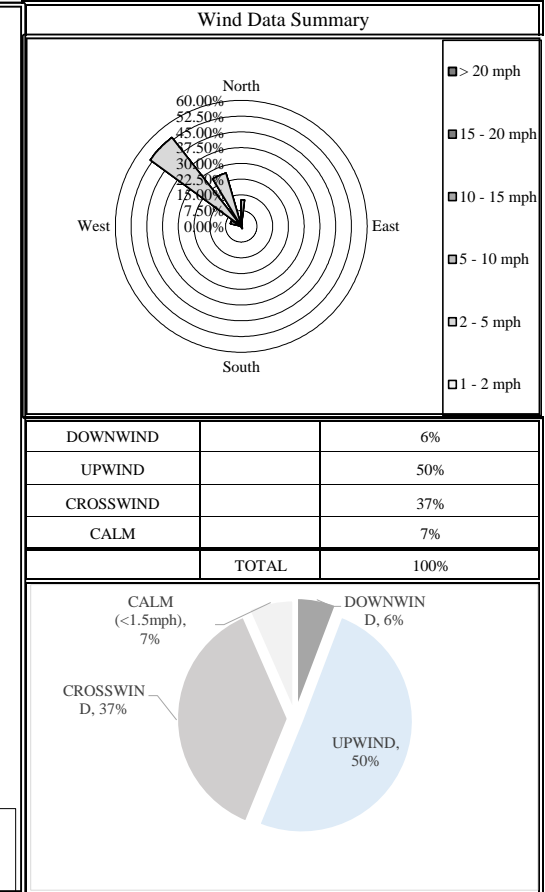 Wind Data Summary
North
60.00%
52.50%
45.00%
37.50%
30.00%
22.50%
15.00%
7.50%
0.00%
West
East
South
> 20 mph
15 - 20 mph
10 - 15 mph
5 - 10 mph
2 - 5 mph
1 - 2 mph
DOWNWIND 6%
UPWIND 50%
CROSSWIND 37%
CALM 7%
TOTAL 100%
CALM
(<1.5mph),
7%
DOWNWIN
D, 6%
CROSSWIN
D, 37%
UPWIND,
50%